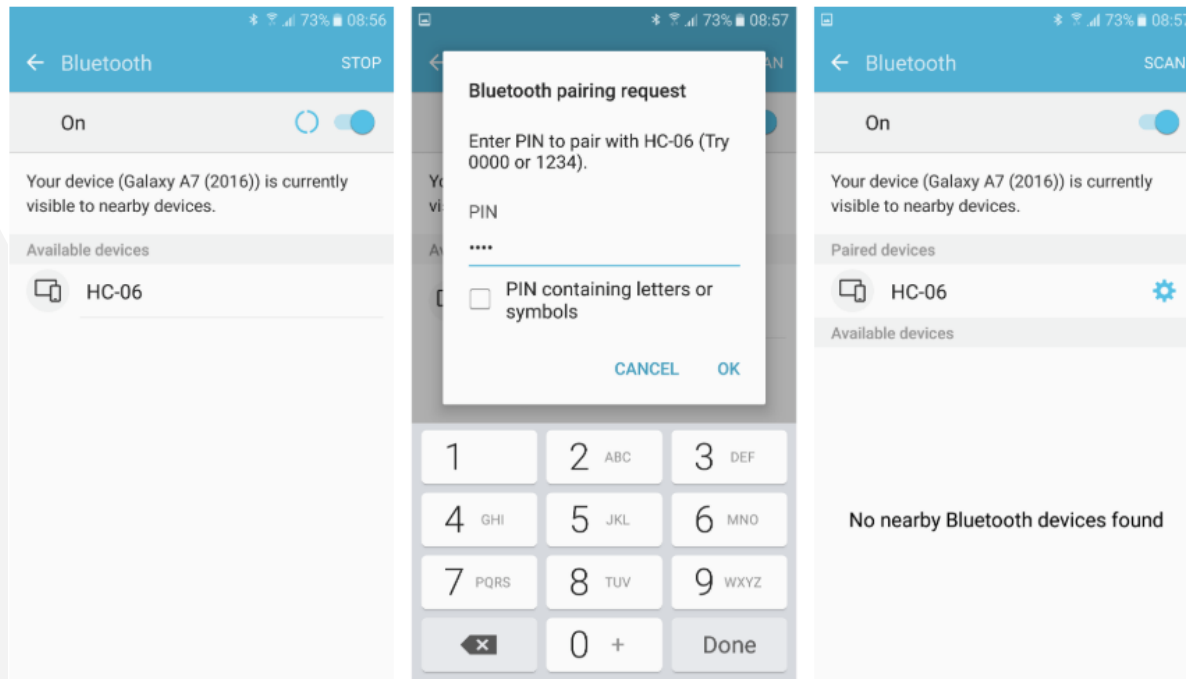 73% 08:56
Bluetooth STOP
On
Your device (Galaxy A7 (2016)) is currently
visible to nearby devices.
Available devices
HC-06
73% 08:57
AN
Bluetooth pairing request
Enter PIN to pair with HC-06 (Try
0000 or 1234).
PIN
••••
PIN containing letters or
symbols
CANCEL OK
1
2 ABC
3 DEF
4 GHI
5 JKL
6 MNO
7 PQRS
8 TUV
9 WXYZ
0 +
Done
73% 08:57
Bluetooth SCAN
On
Your device (Galaxy A7 (2016)) is currently
visible to nearby devices.
Paired devices
HC-06
Available devices
No nearby Bluetooth devices found